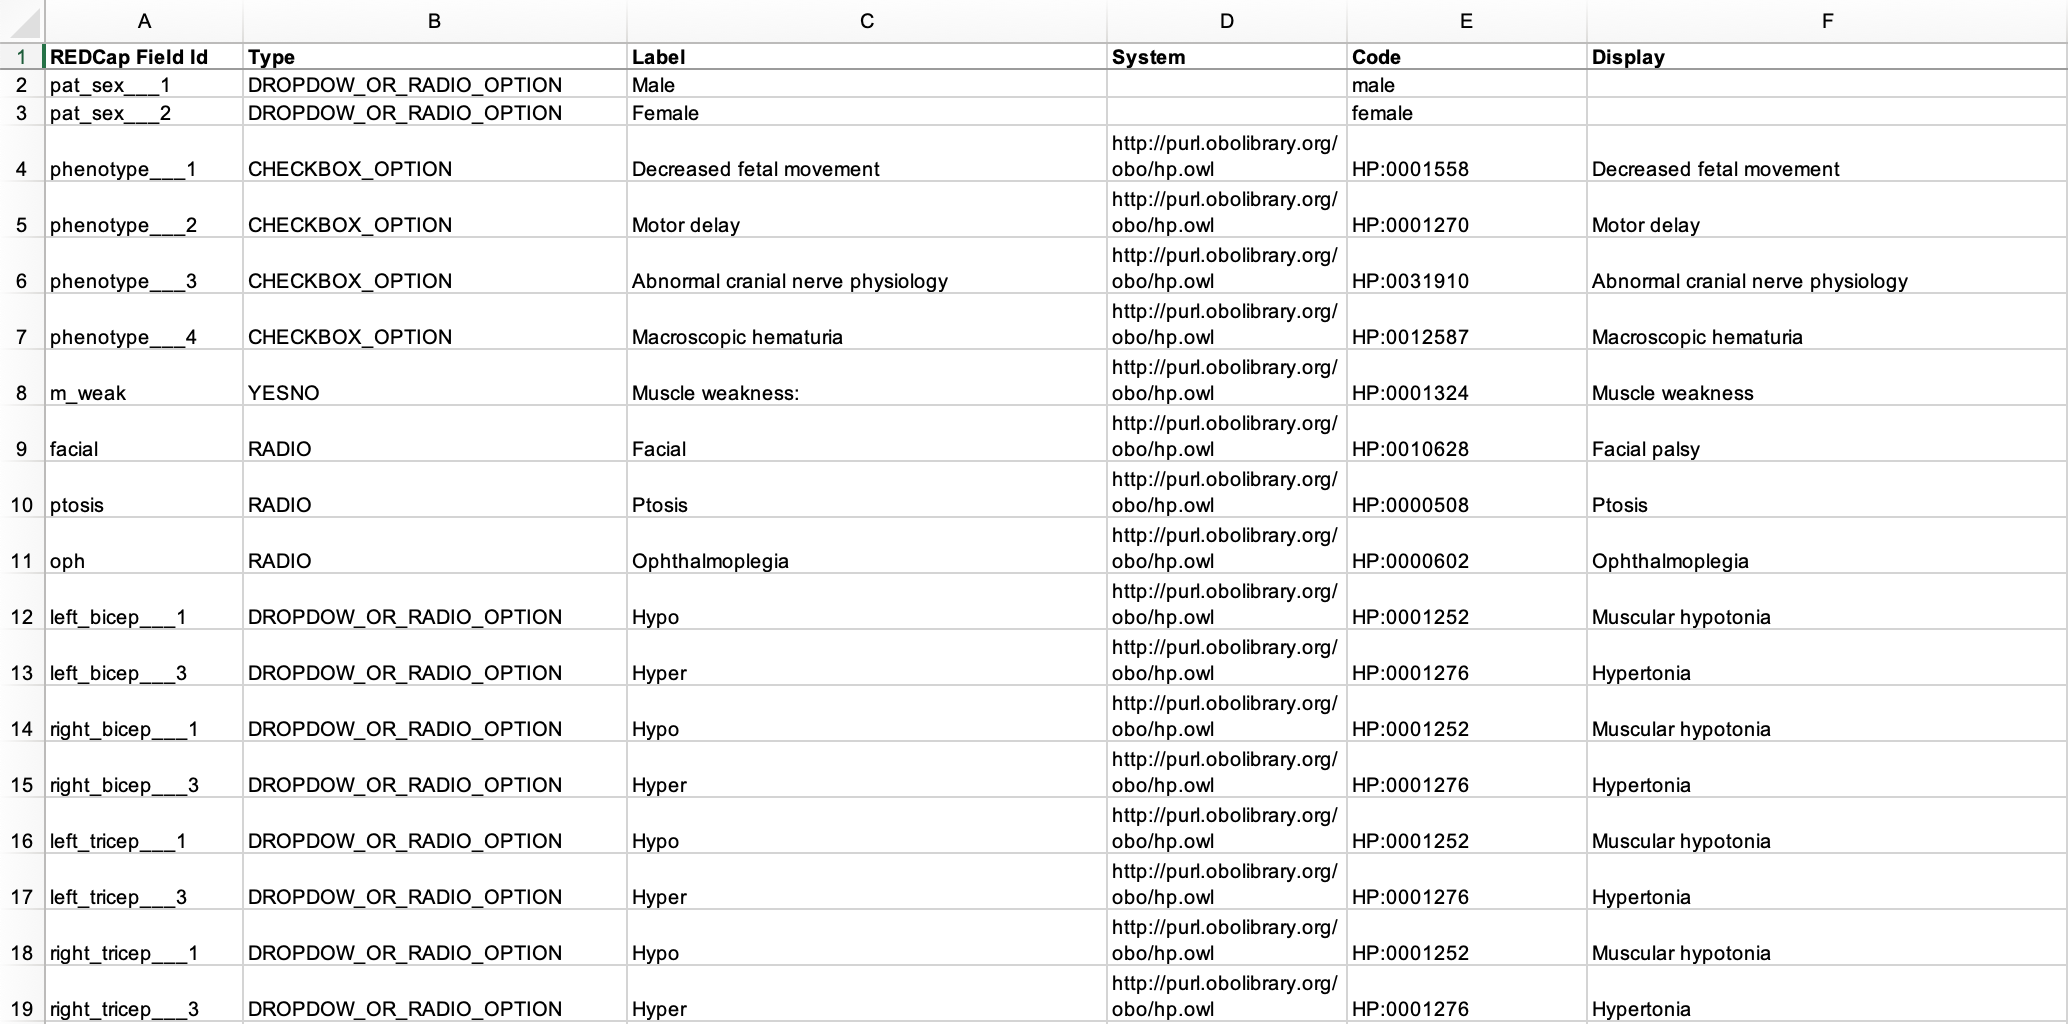 A B C D E F
1 REDCap Field Id Type Label System Code Display
2 pat_sex___1 DROPDOW_OR_RADIO_OPTION Male male
3 pat_sex___2 DROPDOW_OR_RADIO_OPTION Female female
http://purl.obolibrary.org/
4 phenotype___1 CHECKBOX_OPTION Decreased fetal movement obo/hp.owl HP:0001558 Decreased fetal movement
http://purl.obolibrary.org/
5 phenotype___2 CHECKBOX_OPTION Motor delay obo/hp.owl HP:0001270 Motor delay
http://purl.obolibrary.org/
6 phenotype___3 CHECKBOX_OPTION Abnormal cranial nerve physiology obo/hp.owl HP:0031910 Abnormal cranial nerve physiology
http://purl.obolibrary.org/
7 phenotype___4 CHECKBOX_OPTION Macroscopic hematuria obo/hp.owl HP:0012587 Macroscopic hematuria
http://purl.obolibrary.org/
8 m_weak YESNO Muscle weakness: obo/hp.owl HP:0001324 Muscle weakness
http://purl.obolibrary.org/
9 facial RADIO Facial obo/hp.owl HP:0010628 Facial palsy
http://purl.obolibrary.org/
10 ptosis RADIO Ptosis obo/hp.owl HP:0000508 Ptosis
http://purl.obolibrary.org/
11 oph RADIO Ophthalmoplegia obo/hp.owl HP:0000602 Ophthalmoplegia
http://purl.obolibrary.org/
12 left_bicep___1 DROPDOW_OR_RADIO_OPTION Hypo obo/hp.owl HP:0001252 Muscular hypotonia
http://purl.obolibrary.org/
13 left_bicep___3 DROPDOW_OR_RADIO_OPTION Hyper obo/hp.owl HP:0001276 Hypertonia
http://purl.obolibrary.org/
14 right_bicep___1 DROPDOW_OR_RADIO_OPTION Hypo obo/hp.owl HP:0001252 Muscular hypotonia
http://purl.obolibrary.org/
15 right_bicep___3 DROPDOW_OR_RADIO_OPTION Hyper obo/hp.owl HP:0001276 Hypertonia
http://purl.obolibrary.org/
16 left_tricep___1 DROPDOW_OR_RADIO_OPTION Hypo obo/hp.owl HP:0001252 Muscular hypotonia
http://purl.obolibrary.org/
17 left_tricep___3 DROPDOW_OR_RADIO_OPTION Hyper obo/hp.owl HP:0001276 Hypertonia
http://purl.obolibrary.org/
18 right_tricep___1 DROPDOW_OR_RADIO_OPTION Hypo obo/hp.owl HP:0001252 Muscular hypotonia
http://purl.obolibrary.org/
19 right_tricep___3 DROPDOW_OR_RADIO_OPTION Hyper obo/hp.owl HP:0001276 Hypertonia